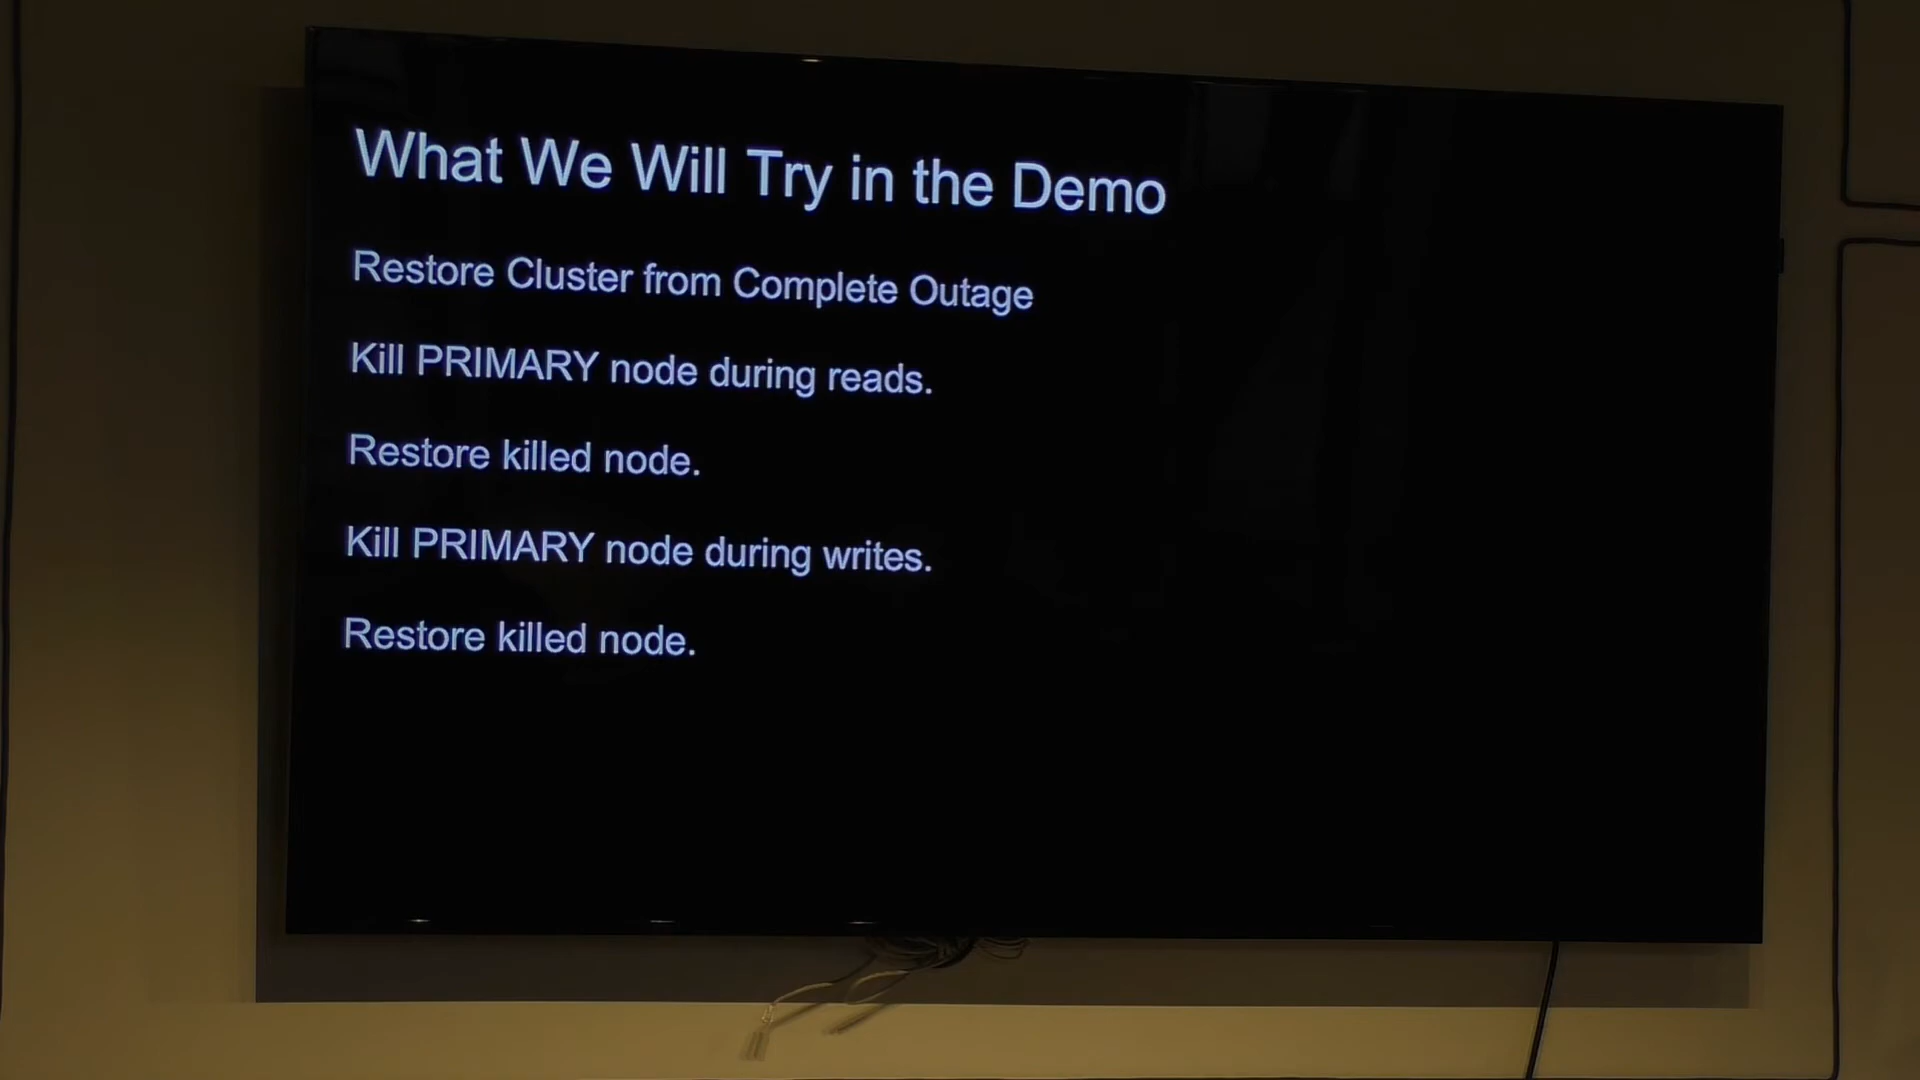 What We Will Try in the Demo
Restore Cluster from Complete Outage
Kill PRIMARY node during reads.
Restore killed node.
Kill PRIMARY node during writes.
Restore killed node.